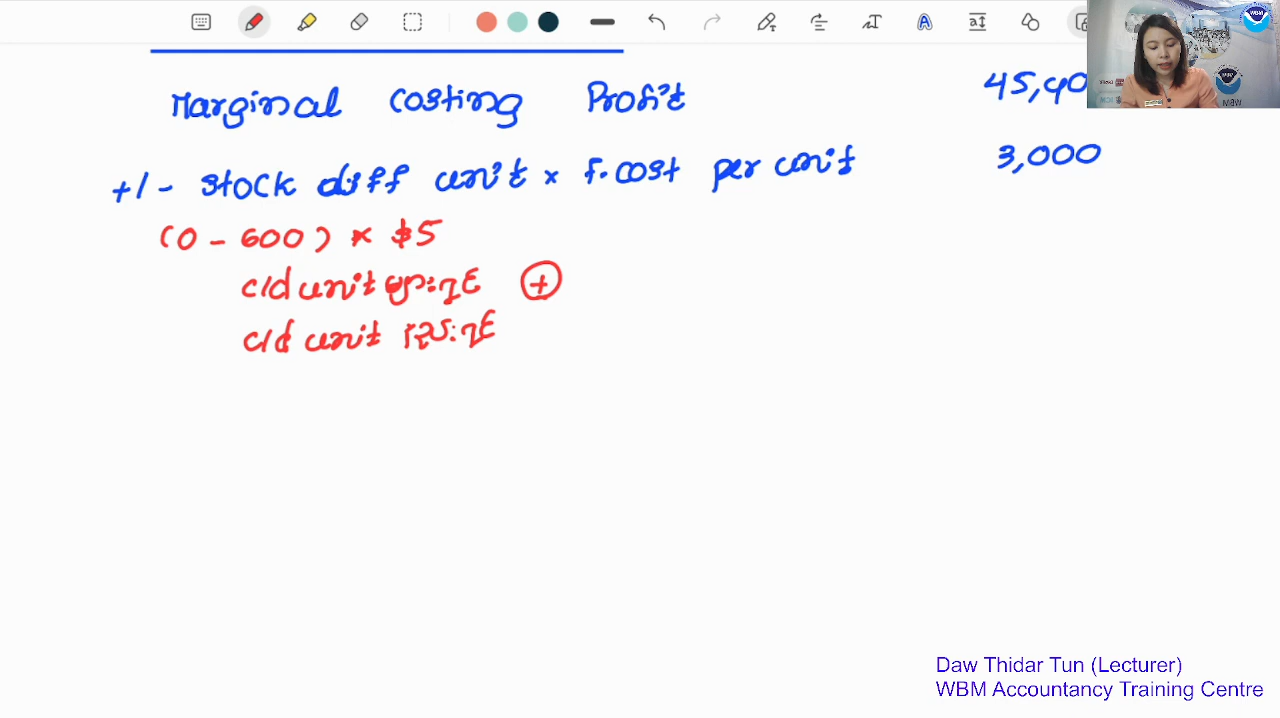 Marginal Costing Profit 45,40
+/- stock diff unit × f.cost per unit 3,000
(0 - 600) × $5
c/d unit များရင် +
c/d unit နည်းရင်
Daw Thidar Tun (Lecturer)
WBM Accountancy Training Centre